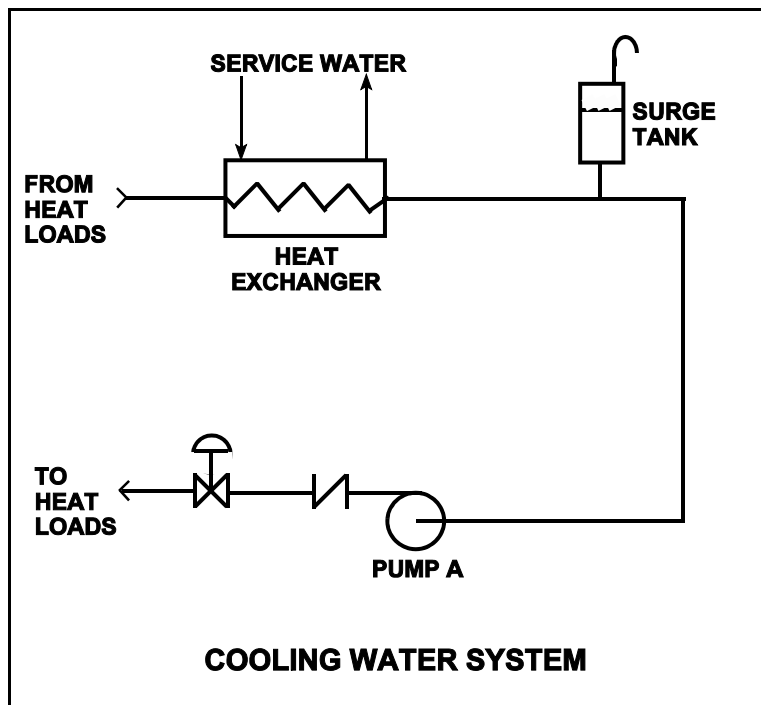 SERVICE WATER
SURGE
TANK
FROM
HEAT
LOADS
HEAT
EXCHANGER
TO
HEAT
LOADS
PUMP A
COOLING WATER SYSTEM